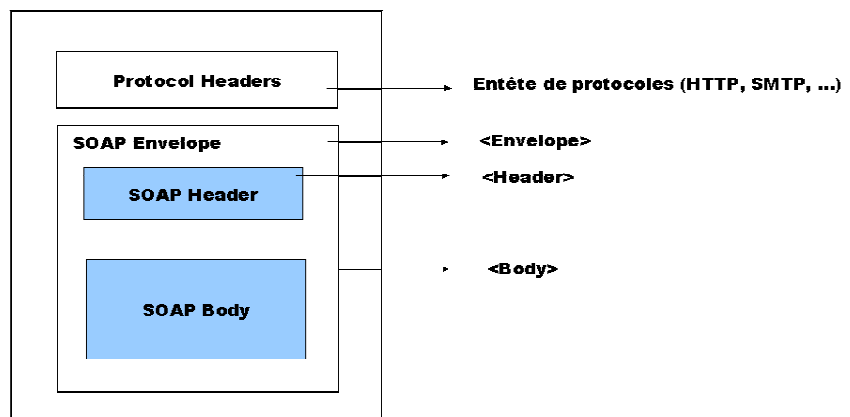 Protocol Headers
Entête de protocoles (HTTP, SMTP, ...)
SOAP Envelope
<Envelope>
SOAP Header
<Header>
<Body>
SOAP Body